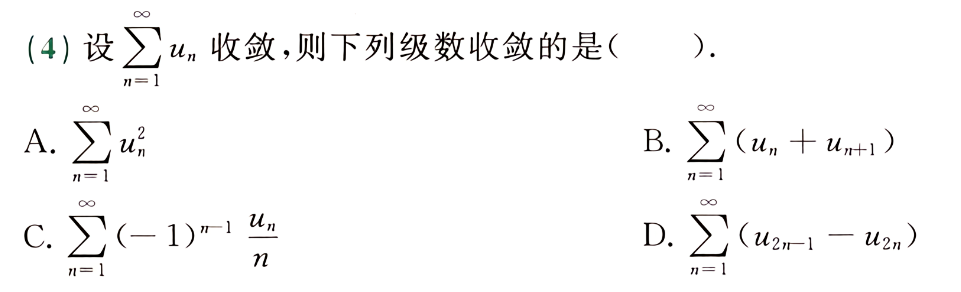 (4) 设 $\sum_{n=1}^{\infty} u_n$ 收敛,则下列级数收敛的是(    ).
A. $\sum_{n=1}^{\infty} u_n^2$    B. $\sum_{n=1}^{\infty} (u_n + u_{n+1})$
C. $\sum_{n=1}^{\infty} (-1)^{n-1} \frac{u_n}{n}$    D. $\sum_{n=1}^{\infty} (u_{2n-1} - u_{2n})$